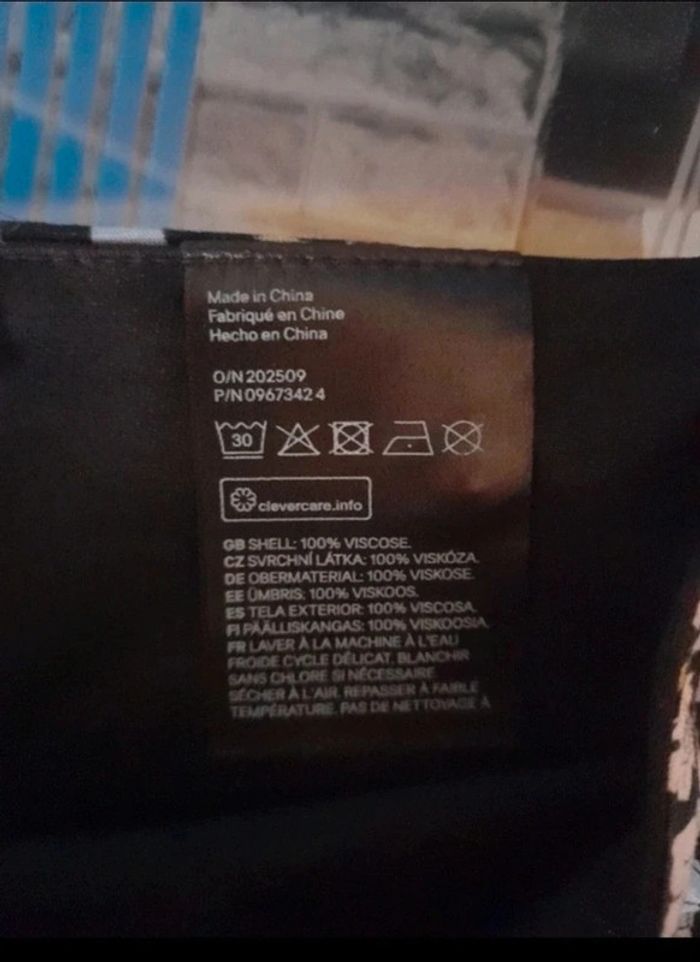 Made in China
Fabriqué en Chine
Hecho en China
O/N 202509
P/N 09673424
30
clevercare.info
GB SHELL: 100% VISCOSE.
CZ SVRCHNÍ LÁTKA: 100% VISKÓZA.
DE OBERMATERIAL: 100% VISKOSE.
EE ÜMBRIS: 100% VISKOOS.
ES TELA EXTERIOR: 100% VISCOSA.
FI PÄÄLLISKANGAS: 100% VISKOOSIA.
FR LAVER À LA MACHINE À L'EAU
FROIDE CYCLE DÉLICAT. BLANCHIR
SANS CHLORE SI NÉCESSAIRE.
SÉCHER À L'AIR. REPASSER À FAIBLE
TEMPÉRATURE. PAS DE NETTOYAGE À